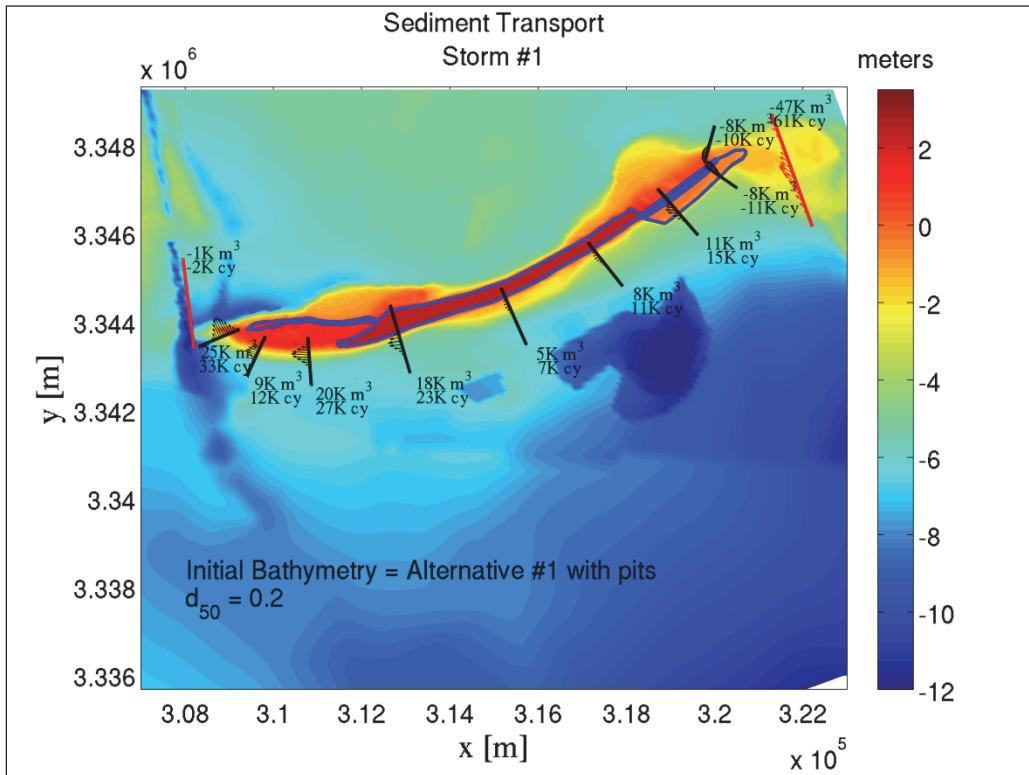 Sediment Transport
Storm #1
x 10^6
meters
3.348
3.346
3.344
3.342
3.34
3.338
3.336
y [m]
-47K m^3
61K cy
-8K m^3
-10K cy
-8K m^3
-11K cy
11K m^3
15K cy
-1K m^3
-2K cy
8K m^3
11K cy
25K m^3
33K cy
9K m^3
12K cy
20K m^3
27K cy
18K m^3
23K cy
5K m^3
7K cy
Initial Bathymetry = Alternative #1 with pits
d_50 = 0.2
3.08
3.1
3.12
3.14
3.16
3.18
3.2
3.22
x [m]
x 10^5
2
0
-2
-4
-6
-8
-10
-12